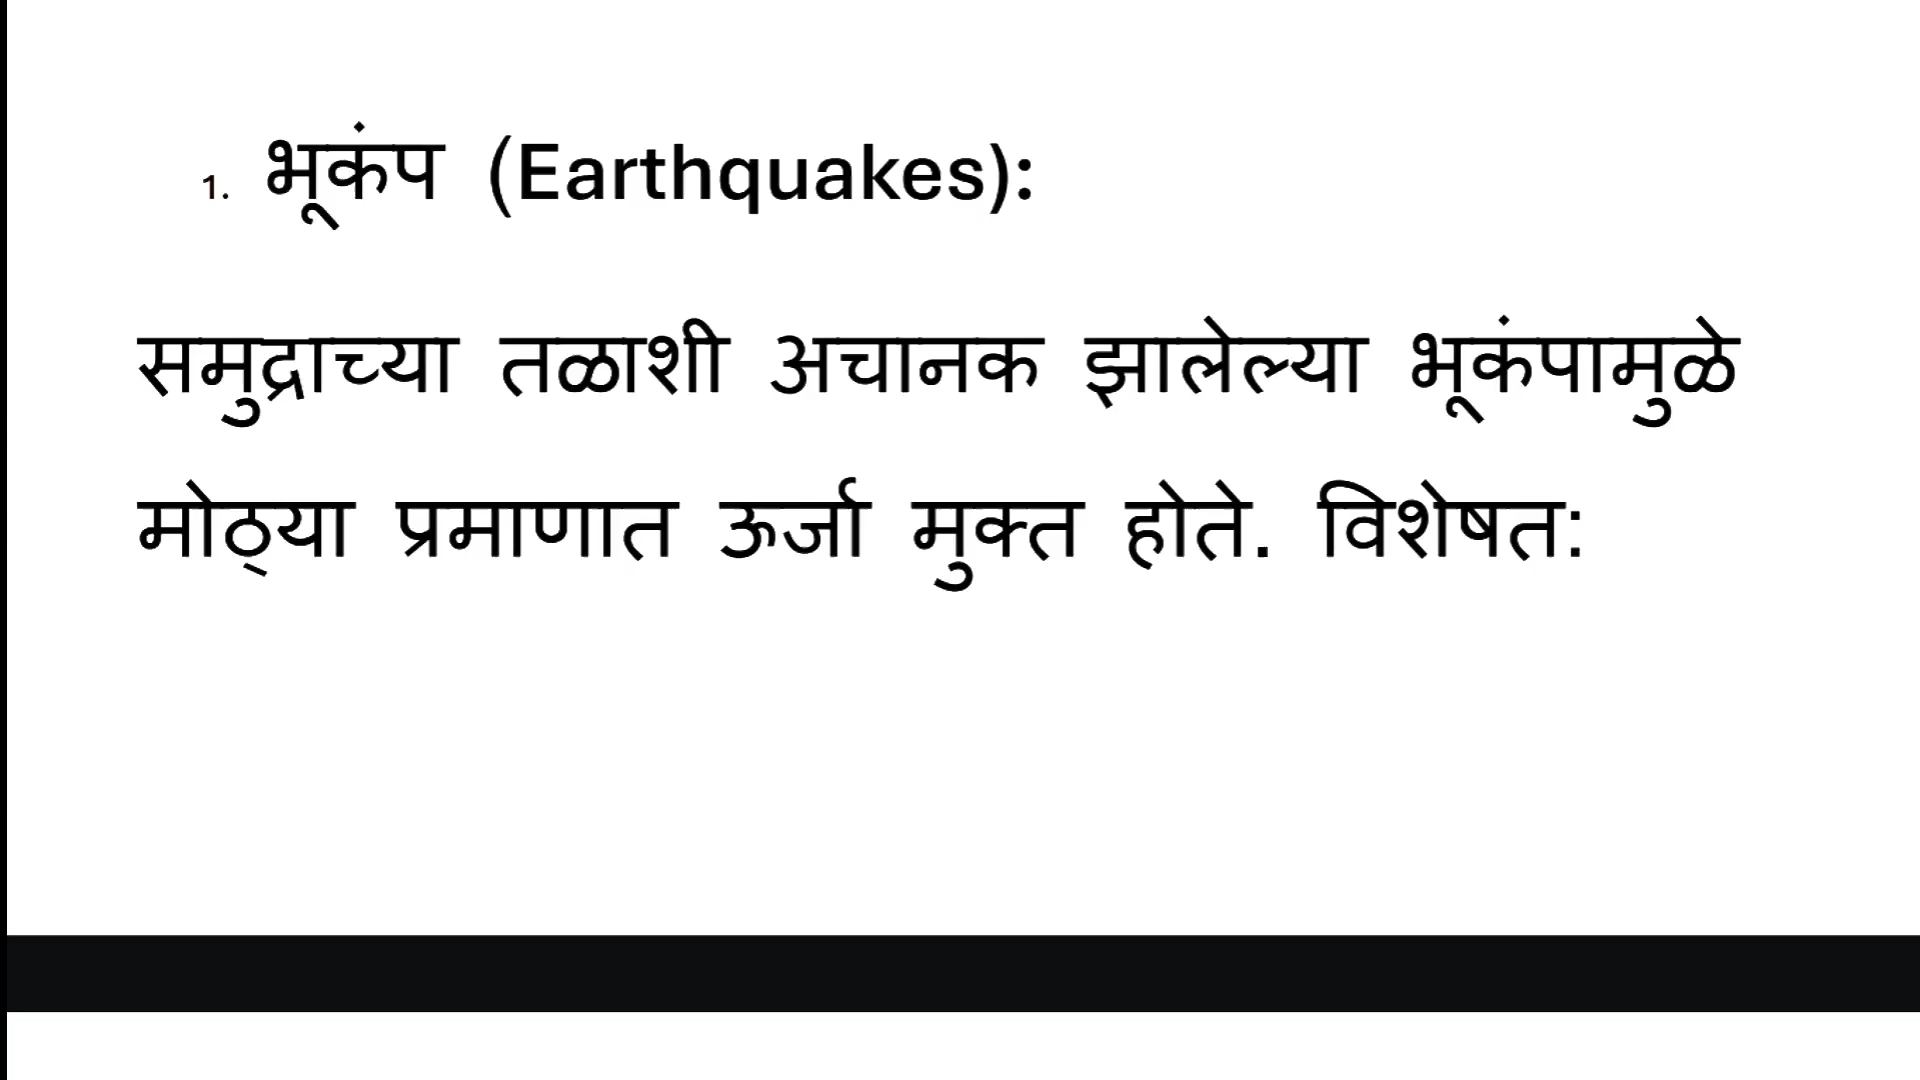 1. भूकंप (Earthquakes):
समुद्राच्या तळाशी अचानक झालेल्या भूकंपामुळे
मोठ्या प्रमाणात ऊर्जा मुक्त होते. विशेषत: